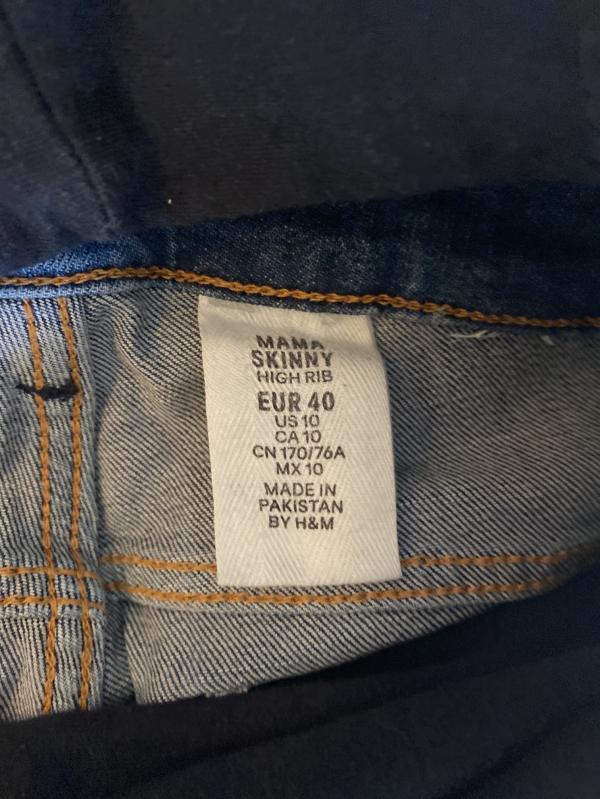 MAMA
SKINNY
HIGH RIB
EUR 40
US 10
CA 10
CN 170/76A
MX 10
MADE IN
PAKISTAN
BY H&M